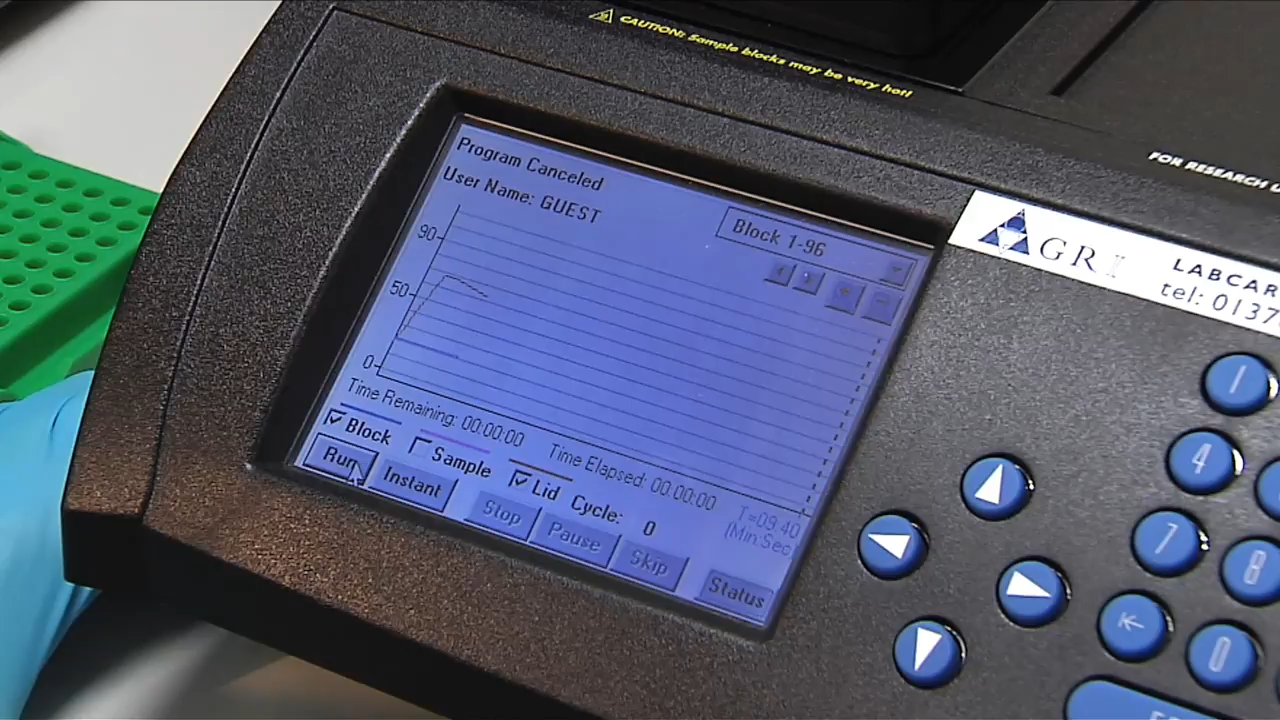 CAUTION: Sample blocks may be very hot!
FOR RESEARCH
Program Canceled
User Name: GUEST
Block 1-96
90
50
0
Time Remaining: 00:00:00
Time Elapsed: 00:00:00
Block
Sample
Lid
Cycle: 0
T=09:40
(Min:Sec
Run
Instant
Stop
Pause
Skip
Status
GRI
LABCAR
tel: 0137
1
4
7
8
0